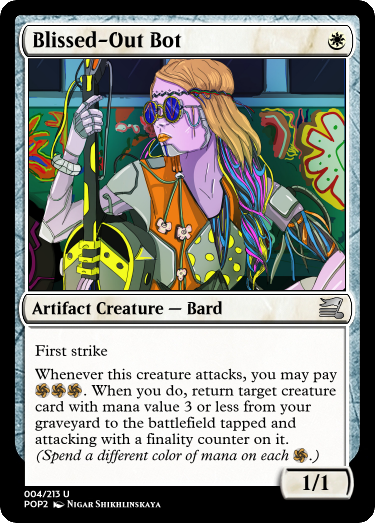 Blissed-Out Bot
Artifact Creature — Bard
First strike
Whenever this creature attacks, you may pay
. When you do, return target creature
card with mana value 3 or less from your
graveyard to the battlefield tapped and
attacking with a finality counter on it.
(Spend a different color of mana on each .)
1/1
004/213 U
POP2 Nigar Shikhlinskaya